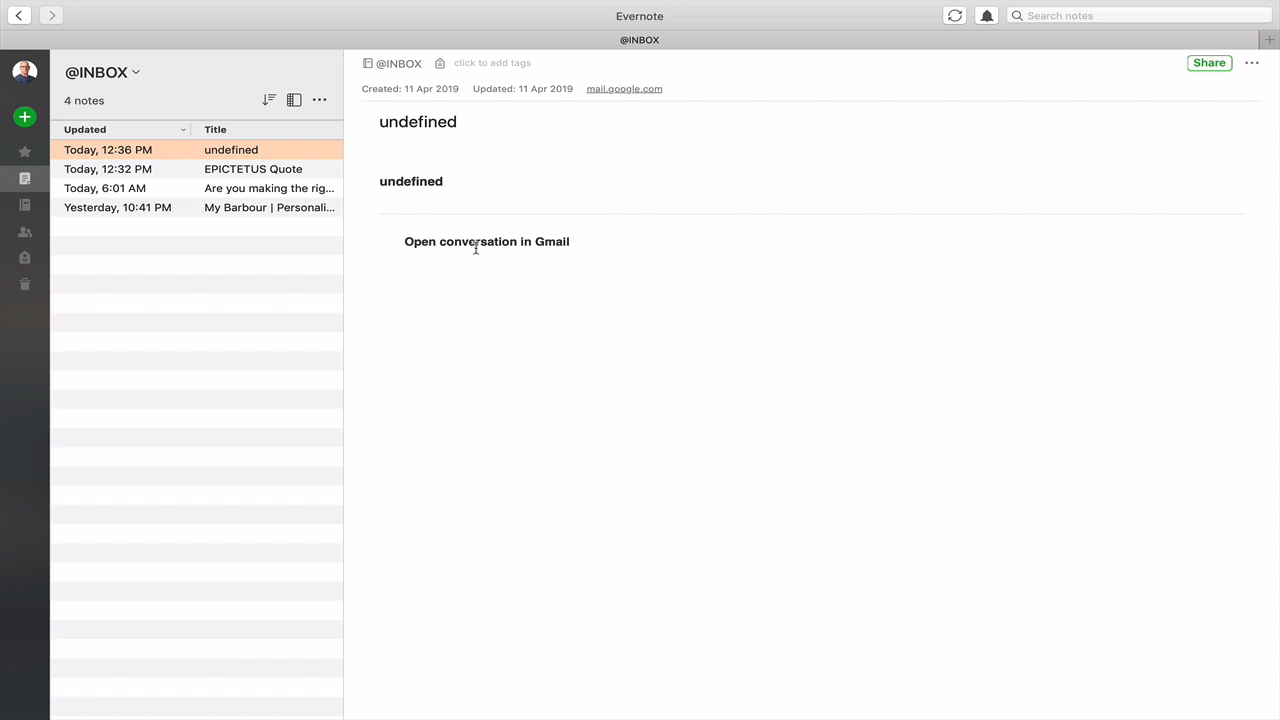 Evernote
Search notes
@INBOX
@INBOX
4 notes
Updated Title
Today, 12:36 PM undefined
Today, 12:32 PM EPICTETUS Quote
Today, 6:01 AM Are you making the rig...
Yesterday, 10:41 PM My Barbour | Personali...
@INBOX click to add tags
Share
Created: 11 Apr 2019 Updated: 11 Apr 2019 mail.google.com
undefined
undefined
Open conversation in Gmail